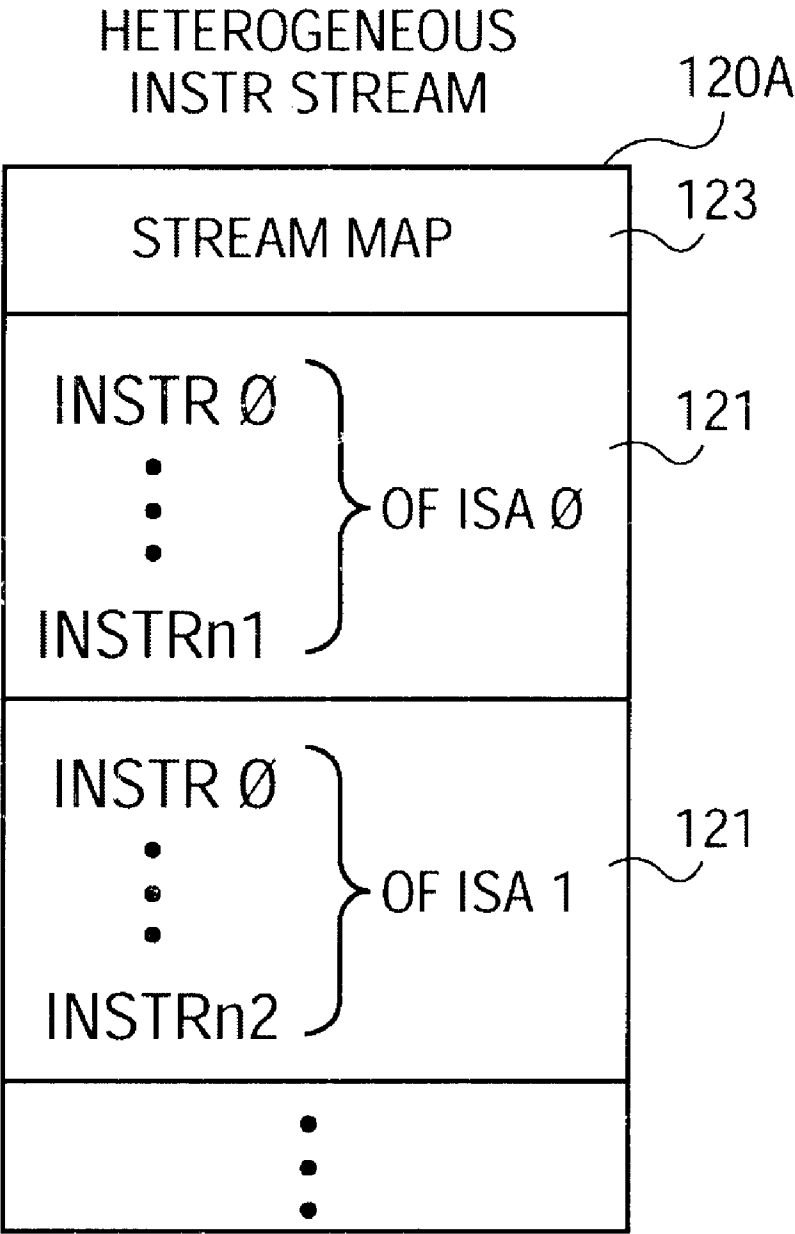 HETEROGENEOUS
INSTR STREAM
120A
STREAM MAP
123
INSTR Ø
121
OF ISA Ø
INSTRn1
INSTR Ø
121
OF ISA 1
INSTRn2